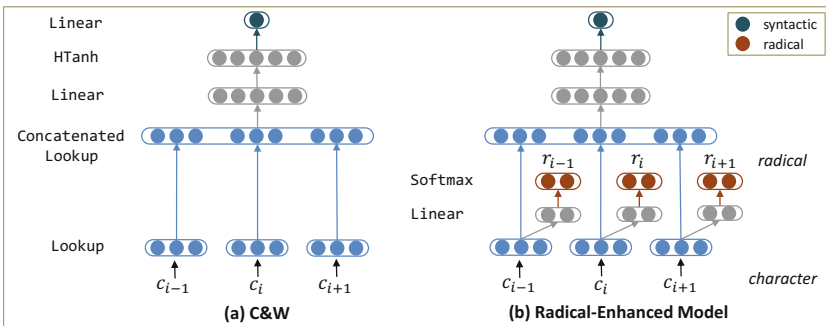 Linear
HTanh
Linear
Concatenated
Lookup
Lookup
c_{i-1}
c_i
c_{i+1}
(a) C&W
syntactic
radical
r_{i-1}
r_i
r_{i+1}
radical
Softmax
Linear
c_{i-1}
c_i
c_{i+1}
character
(b) Radical-Enhanced Model